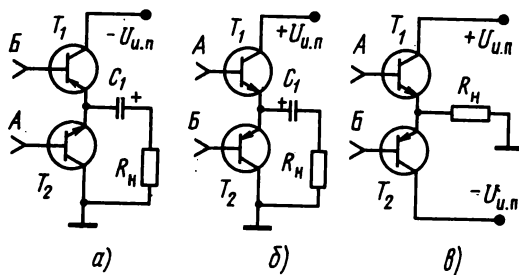 Б T₁ -Uи.п C₁ + А T₂ Rн а)
А T₁ +Uи.п C₁ + Б T₂ Rн б)
А T₁ +Uи.п Б Rн T₂ -Uи.п в)